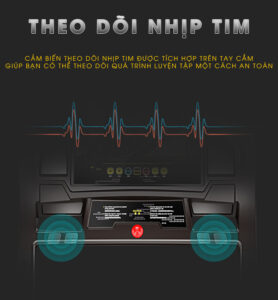 THEO DÕI NHỊP TIM
CẢM BIẾN THEO DÕI NHỊP TIM ĐƯỢC TÍCH HỢP TRÊN TAY CẦM
GIÚP BẠN CÓ THỂ THEO DÕI QUÁ TRÌNH LUYỆN TẬP MỘT CÁCH AN TOÀN